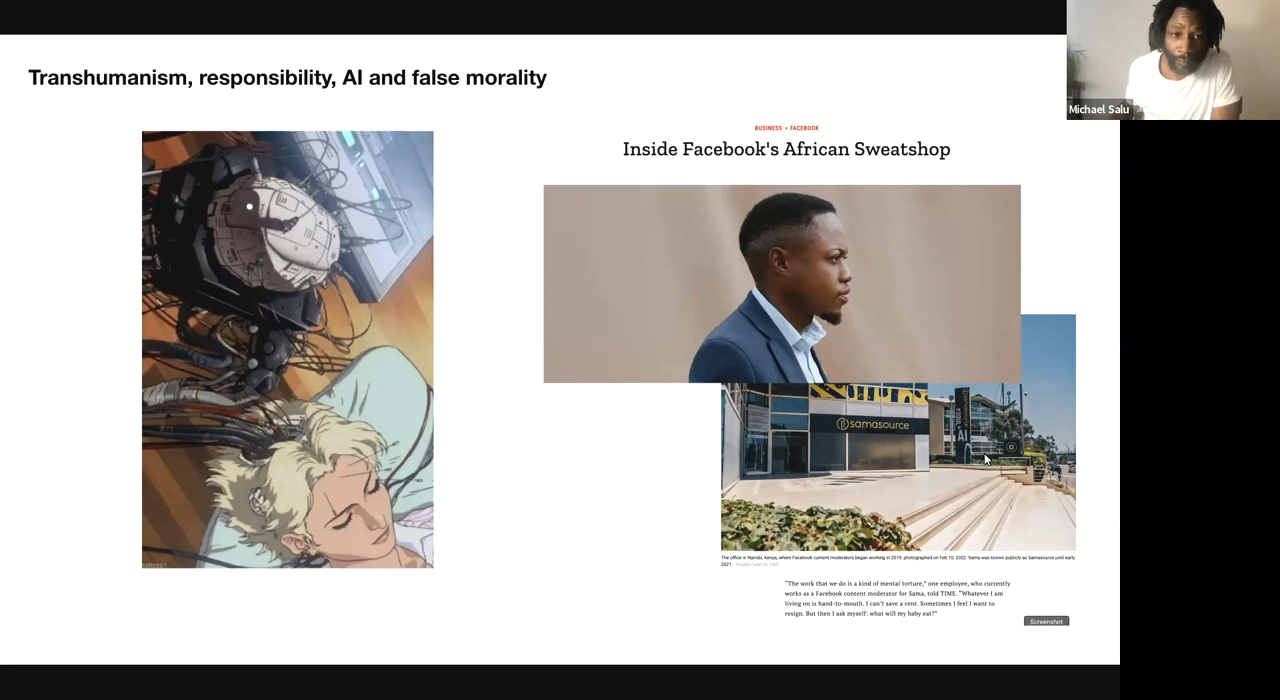 Transhumanism, responsibility, AI and false morality
Michael Salu
BUSINESS • FACEBOOK
Inside Facebook's African Sweatshop
samasource
AI
The office in Nairobi, Kenya, where Facebook content moderators began working in 2019, photographed on Feb 10, 2022. Sama was known publicly as Samasource until early
2021
"The work that we do is a kind of mental torture," one employee, who currently
works as a Facebook content moderator for Sama, told TIME. "Whatever I am
living on is hand-to-mouth. I can't save a cent. Sometimes I feel I want to
resign. But then I ask myself: what will my baby eat?"
Screenshot